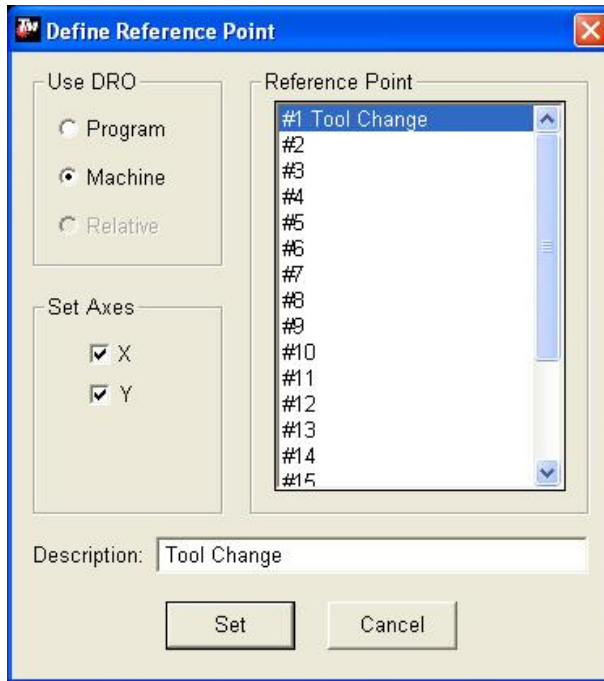 Define Reference Point
Use DRO
Program
Machine
Relative
Set Axes
X
Y
Reference Point
#1 Tool Change
#2
#3
#4
#5
#6
#7
#8
#9
#10
#11
#12
#13
#14
#15
Description: Tool Change
Set
Cancel